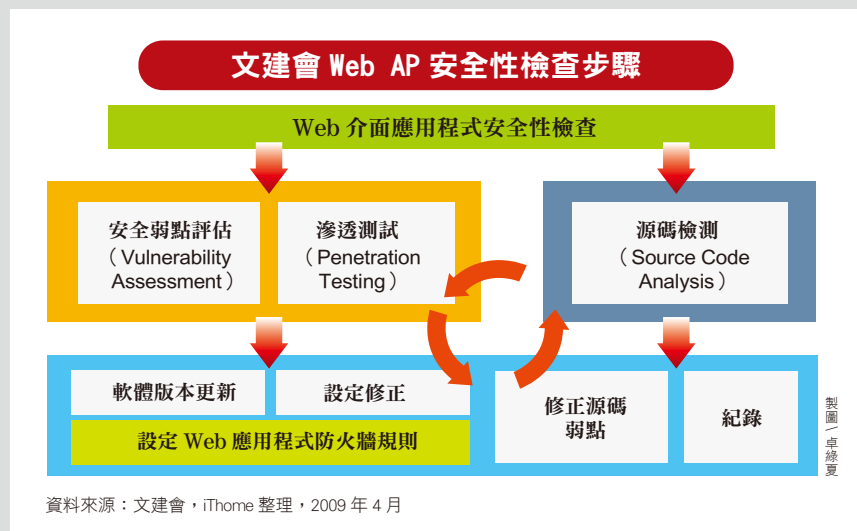 文建會 Web AP 安全性檢查步驟
Web 介面應用程式安全性檢查
安全弱點評估
（Vulnerability
Assessment）
滲透測試
（Penetration
Testing）
源碼檢測
（Source Code
Analysis）
軟體版本更新
設定修正
設定 Web 應用程式防火牆規則
修正源碼
弱點
紀錄
製圖\卓綠夏
資料來源：文建會，iThome 整理，2009 年 4 月